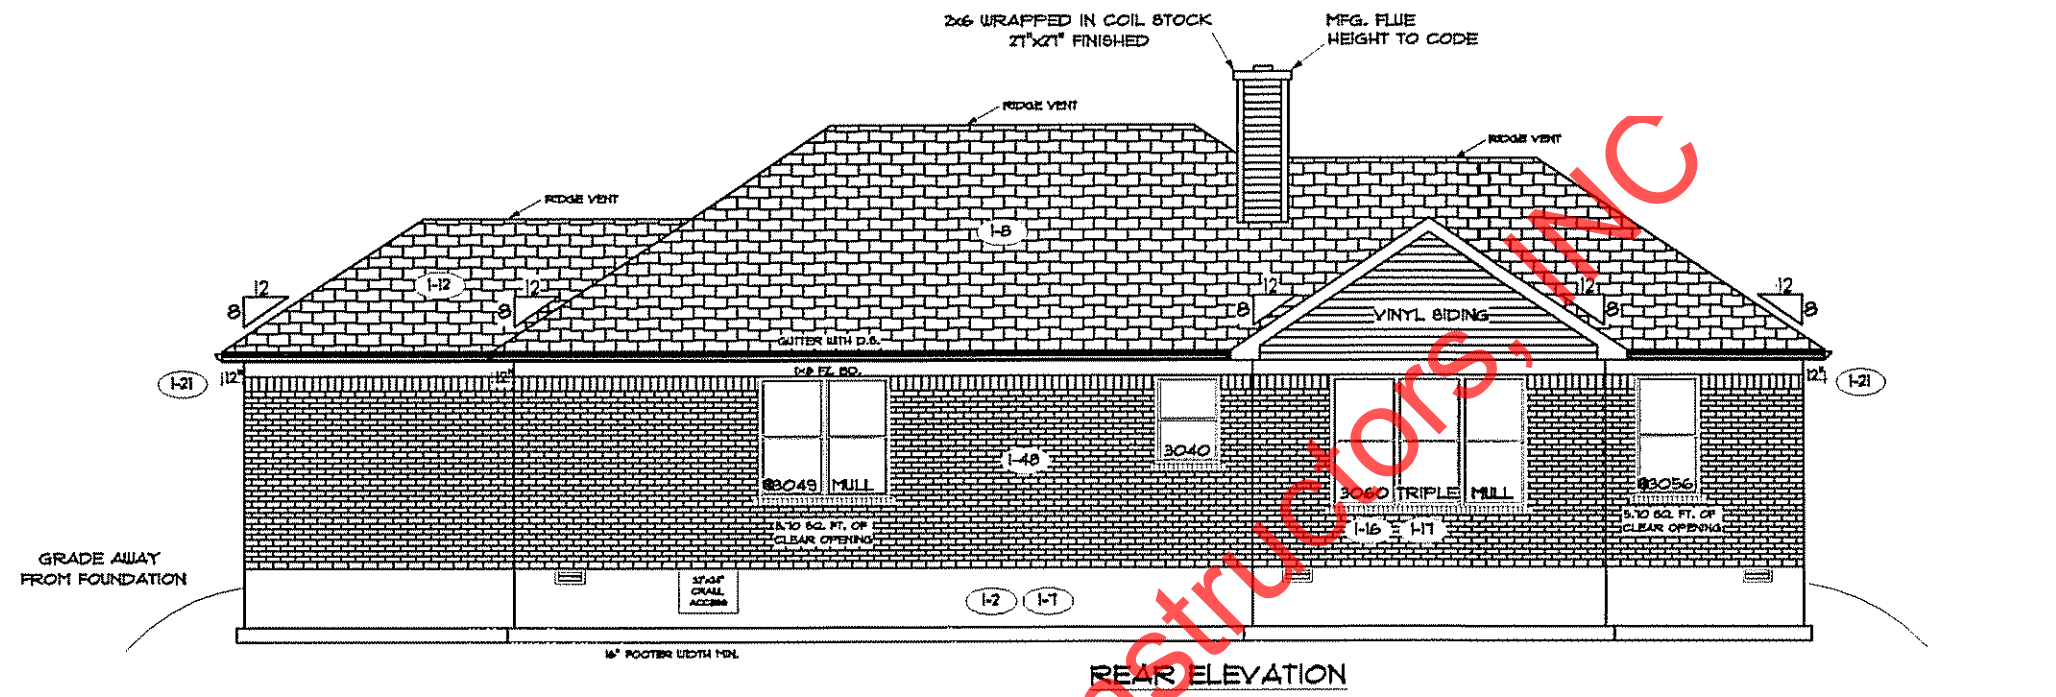 2x6 WRAPPED IN COIL STOCK
27"x27" FINISHED
MFG. FLUE
HEIGHT TO CODE
RIDGE VENT
RIDGE VENT
RIDGE VENT
1-8
1-12
12
8
12
8
12
8
12
8
12
8
VINYL SIDING
GUTTER WITH D.S.
1x8 FZ. BD.
1-21
12"
12"
12"
1-21
3049 MULL
5.70 SQ. FT. OF
CLEAR OPENING
1-48
3040
3060 TRIPLE MULL
1-16
1-17
3056
5.70 SQ. FT. OF
CLEAR OPENING
GRADE AWAY
FROM FOUNDATION
CRAWL
ACCESS
1-2
1-7
16" FOOTER WIDTH MIN.
REAR ELEVATION
nstructors, INC